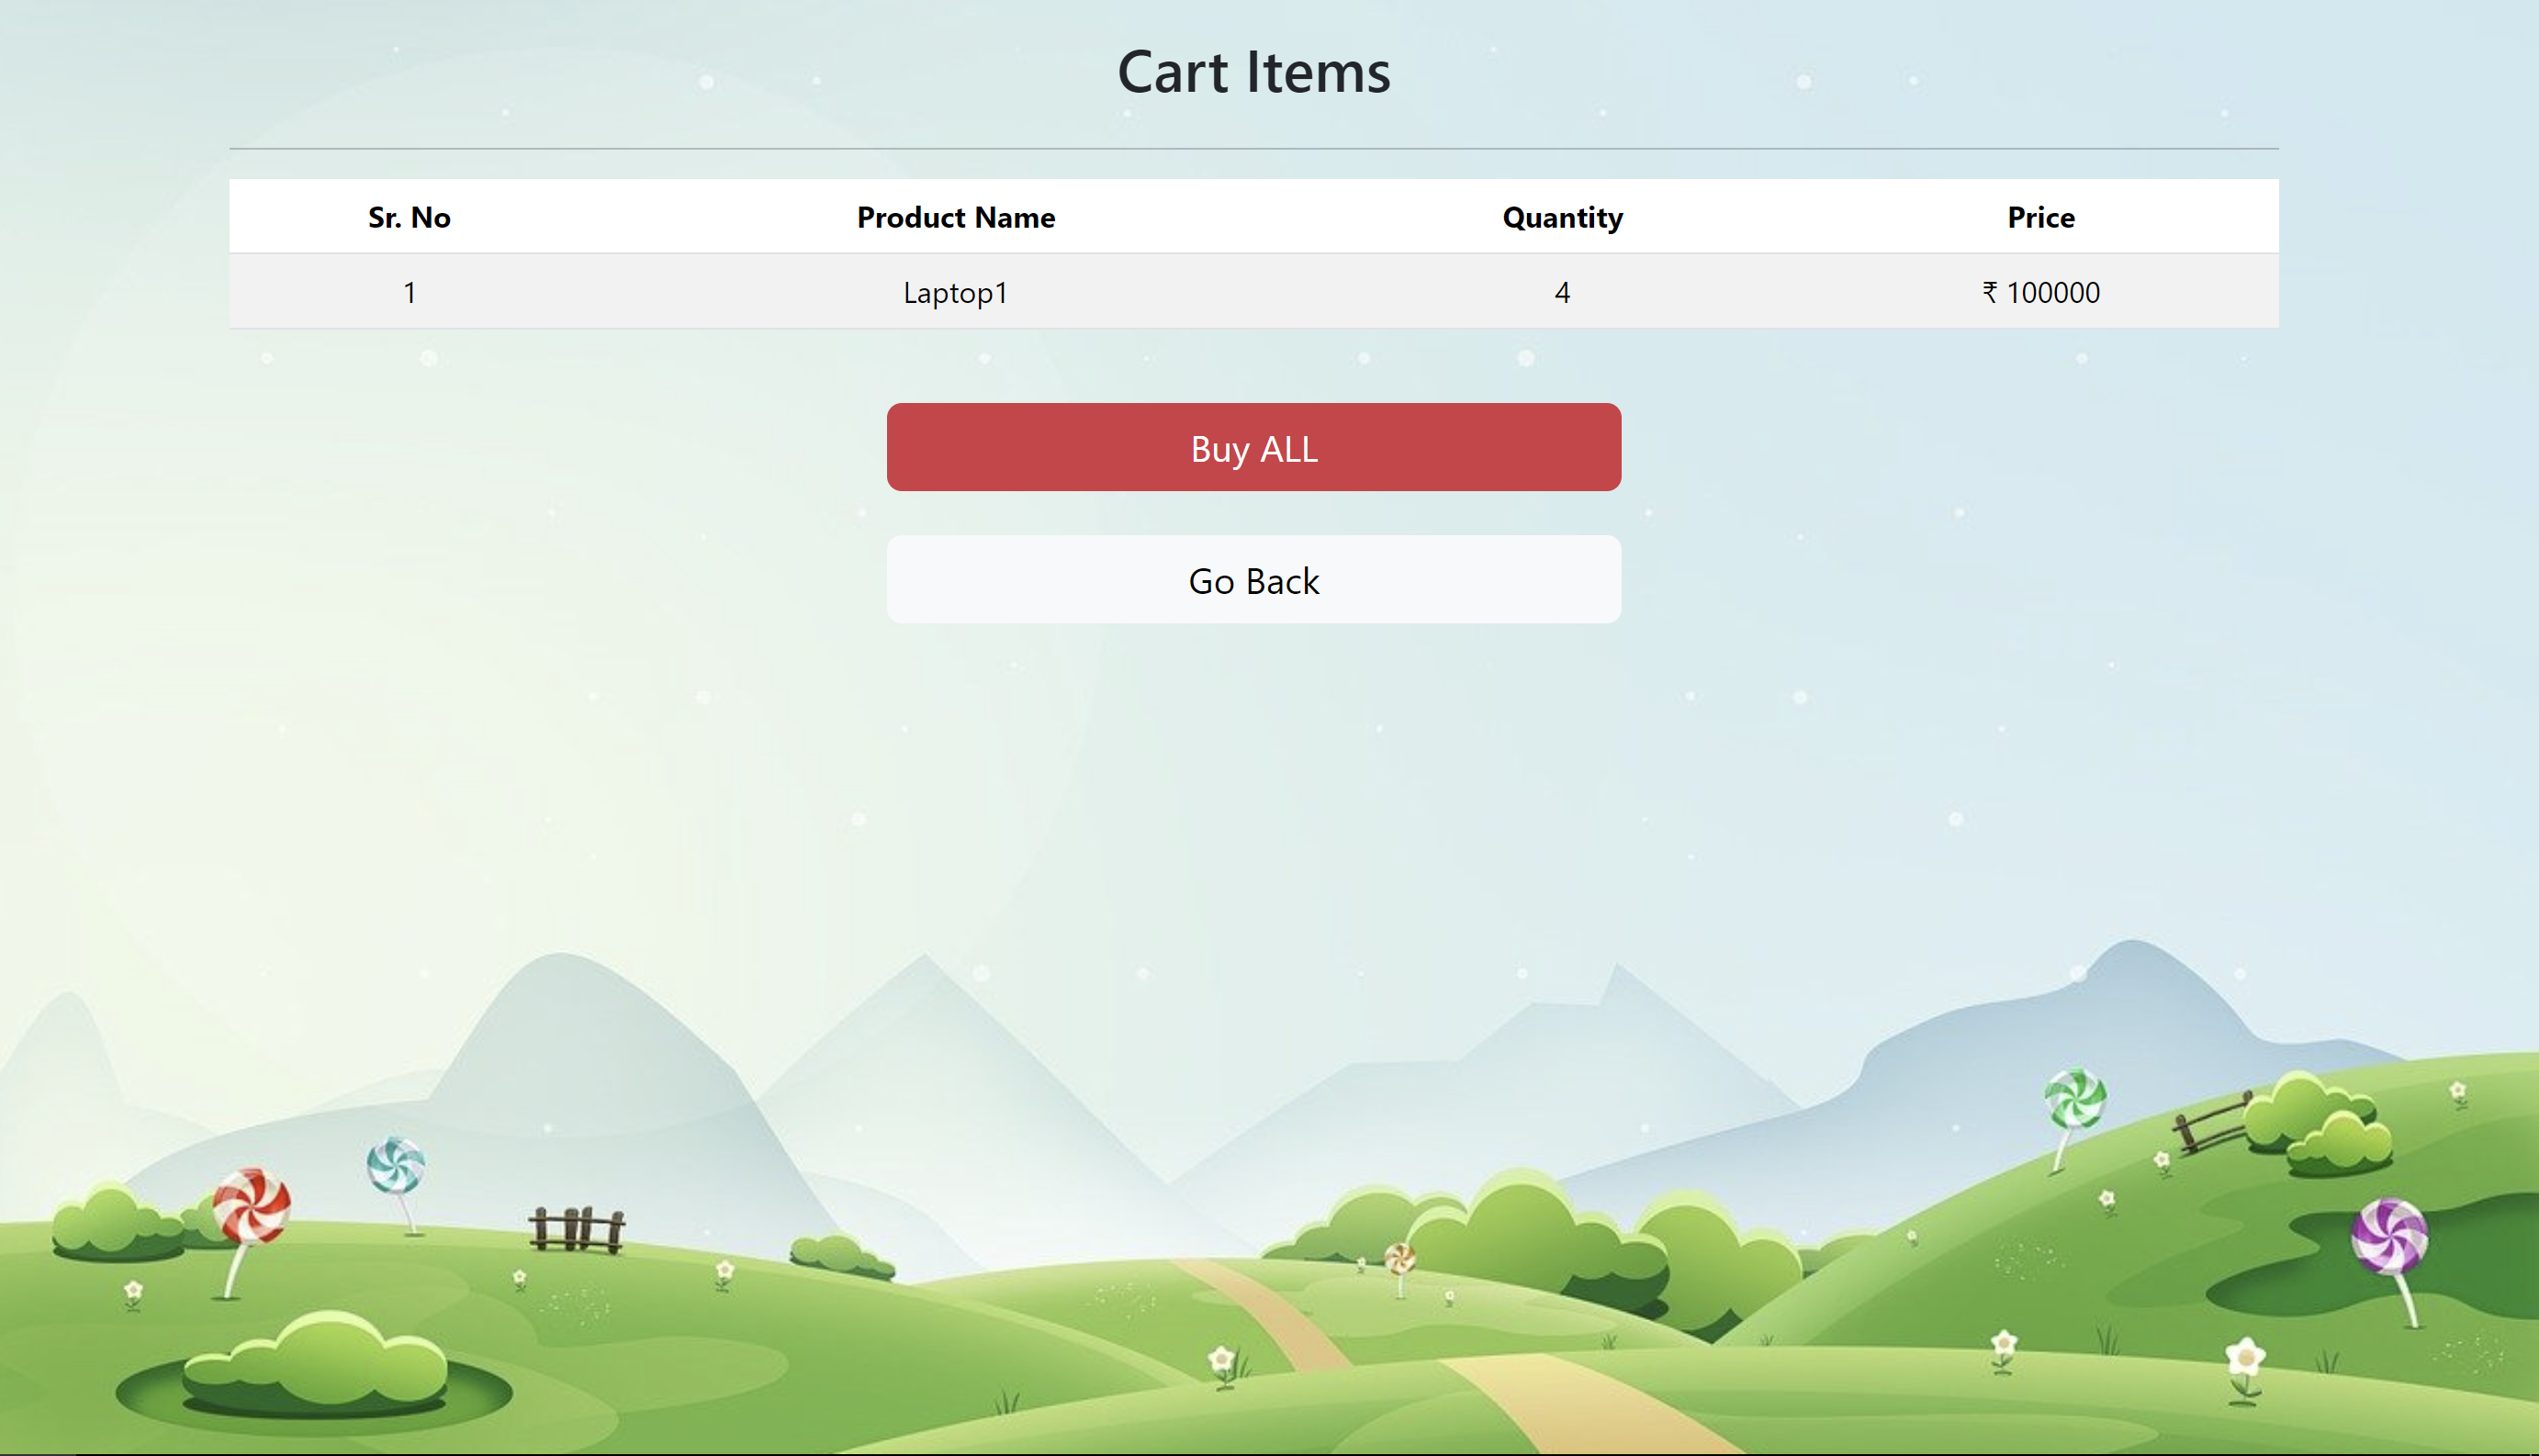 Cart Items
Sr. No Product Name Quantity Price
1 Laptop1 4 ₹ 100000
Buy ALL
Go Back